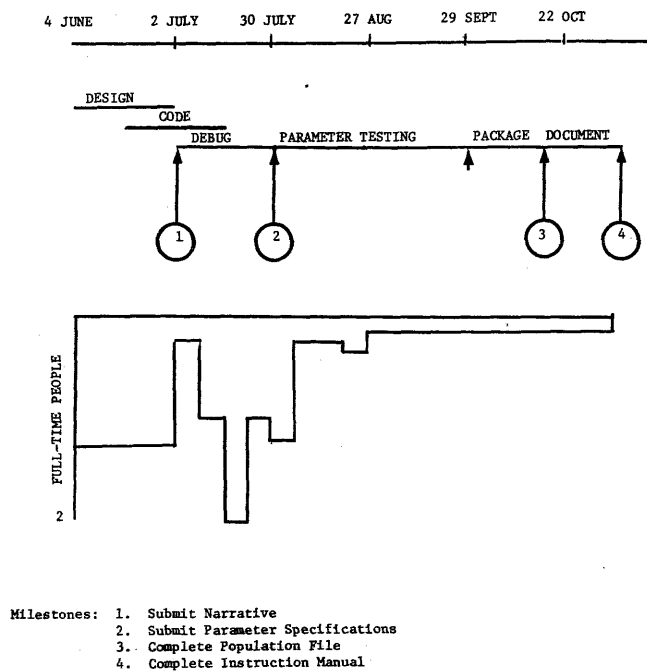 4 JUNE 2 JULY 30 JULY 27 AUG 29 SEPT 22 OCT
DESIGN
CODE
DEBUG PARAMETER TESTING PACKAGE DOCUMENT
1 2 3 4
FULL-TIME PEOPLE
2
Milestones: 1. Submit Narrative
2. Submit Parameter Specifications
3. Complete Population File
4. Complete Instruction Manual